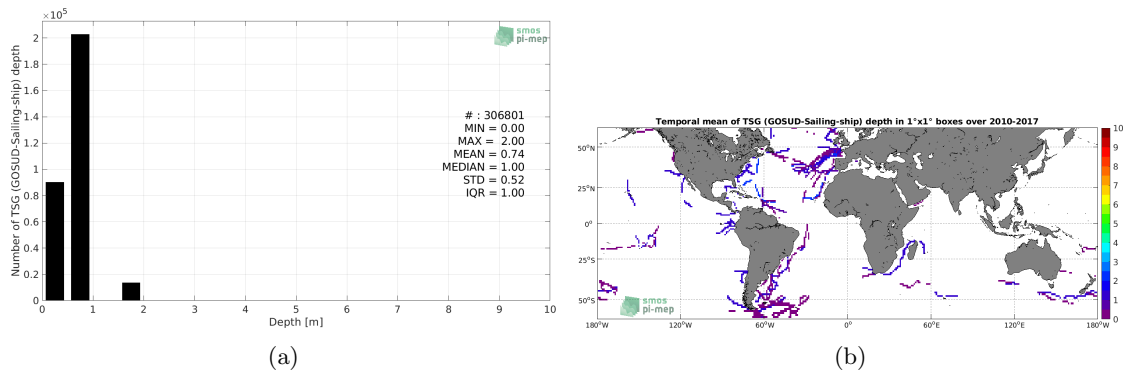 ×10⁵
2
1.8
1.6
1.4
1.2
1
0.8
0.6
0.4
0.2
0
Number of TSG (GOSUD-Sailing-ship) depth
smos
pi-mep
# : 306801
MIN = 0.00
MAX = 2.00
MEAN = 0.74
MEDIAN = 1.00
STD = 0.52
IQR = 1.00
0 1 2 3 4 5 6 7 8 9 10
Depth [m]
(a)
Temporal mean of TSG (GOSUD-Sailing-ship) depth in 1°x1° boxes over 2010-2017
50°N
25°N
0°
25°S
50°S
smos
pi-mep
180°W 120°W 60°W 0° 60°E 120°E 180°W
10
9
8
7
6
5
4
3
2
1
0
(b)